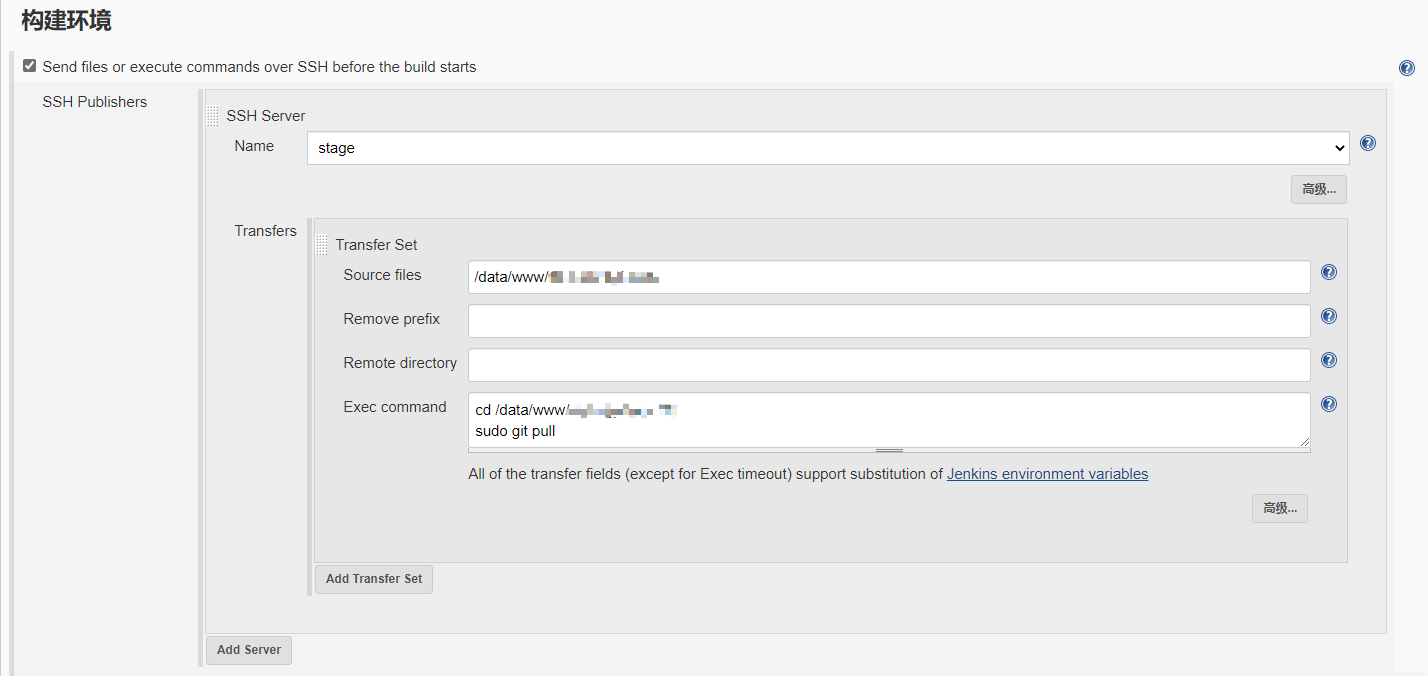 构建环境
Send files or execute commands over SSH before the build starts
SSH Publishers
SSH Server
Name
stage
高级...
Transfers
Transfer Set
Source files
/data/www/
Remove prefix
Remote directory
Exec command
cd /data/www/
sudo git pull
All of the transfer fields (except for Exec timeout) support substitution of Jenkins environment variables
高级...
Add Transfer Set
Add Server